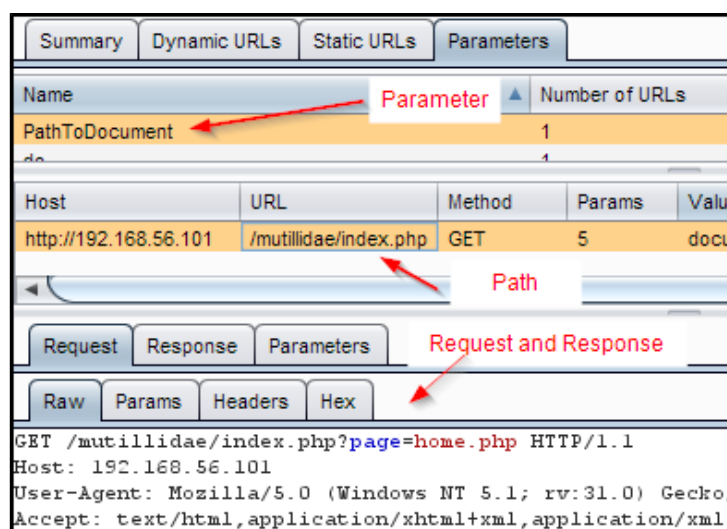 Summary Dynamic URLs Static URLs Parameters
Name Parameter Number of URLs
PathToDocument 1
do 1
Host URL Method Params Valu
http://192.168.56.101 /mutillidae/index.php GET 5 docu
Path
Request Response Parameters Request and Response
Raw Params Headers Hex
GET /mutillidae/index.php?page=home.php HTTP/1.1
Host: 192.168.56.101
User-Agent: Mozilla/5.0 (Windows NT 5.1; rv:31.0) Gecko
Accept: text/html,application/xhtml+xml,application/xml